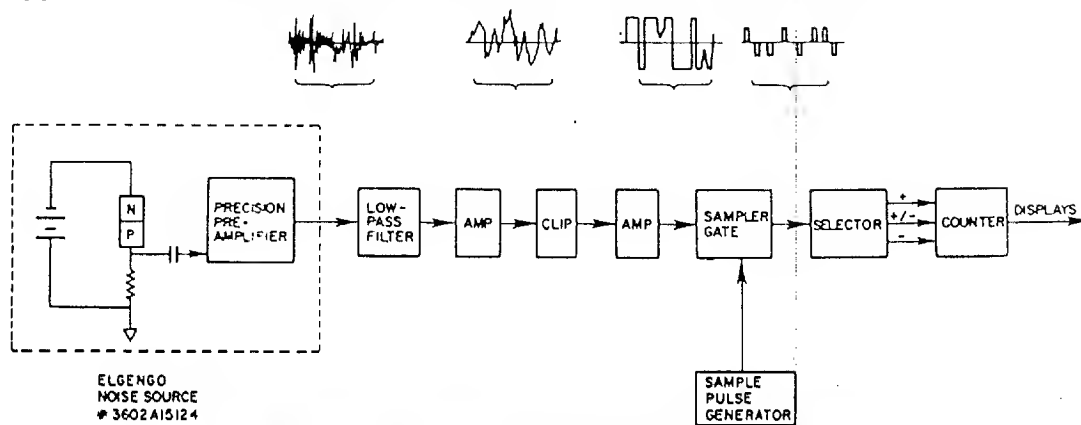 N
P
PRECISION
PRE-
AMPLIFIER
LOW-
PASS
FILTER
AMP
CLIP
AMP
SAMPLER
GATE
SELECTOR
+
+/-
-
COUNTER
DISPLAYS
ELGENGO
NOISE SOURCE
# 3602A15124
SAMPLE
PULSE
GENERATOR